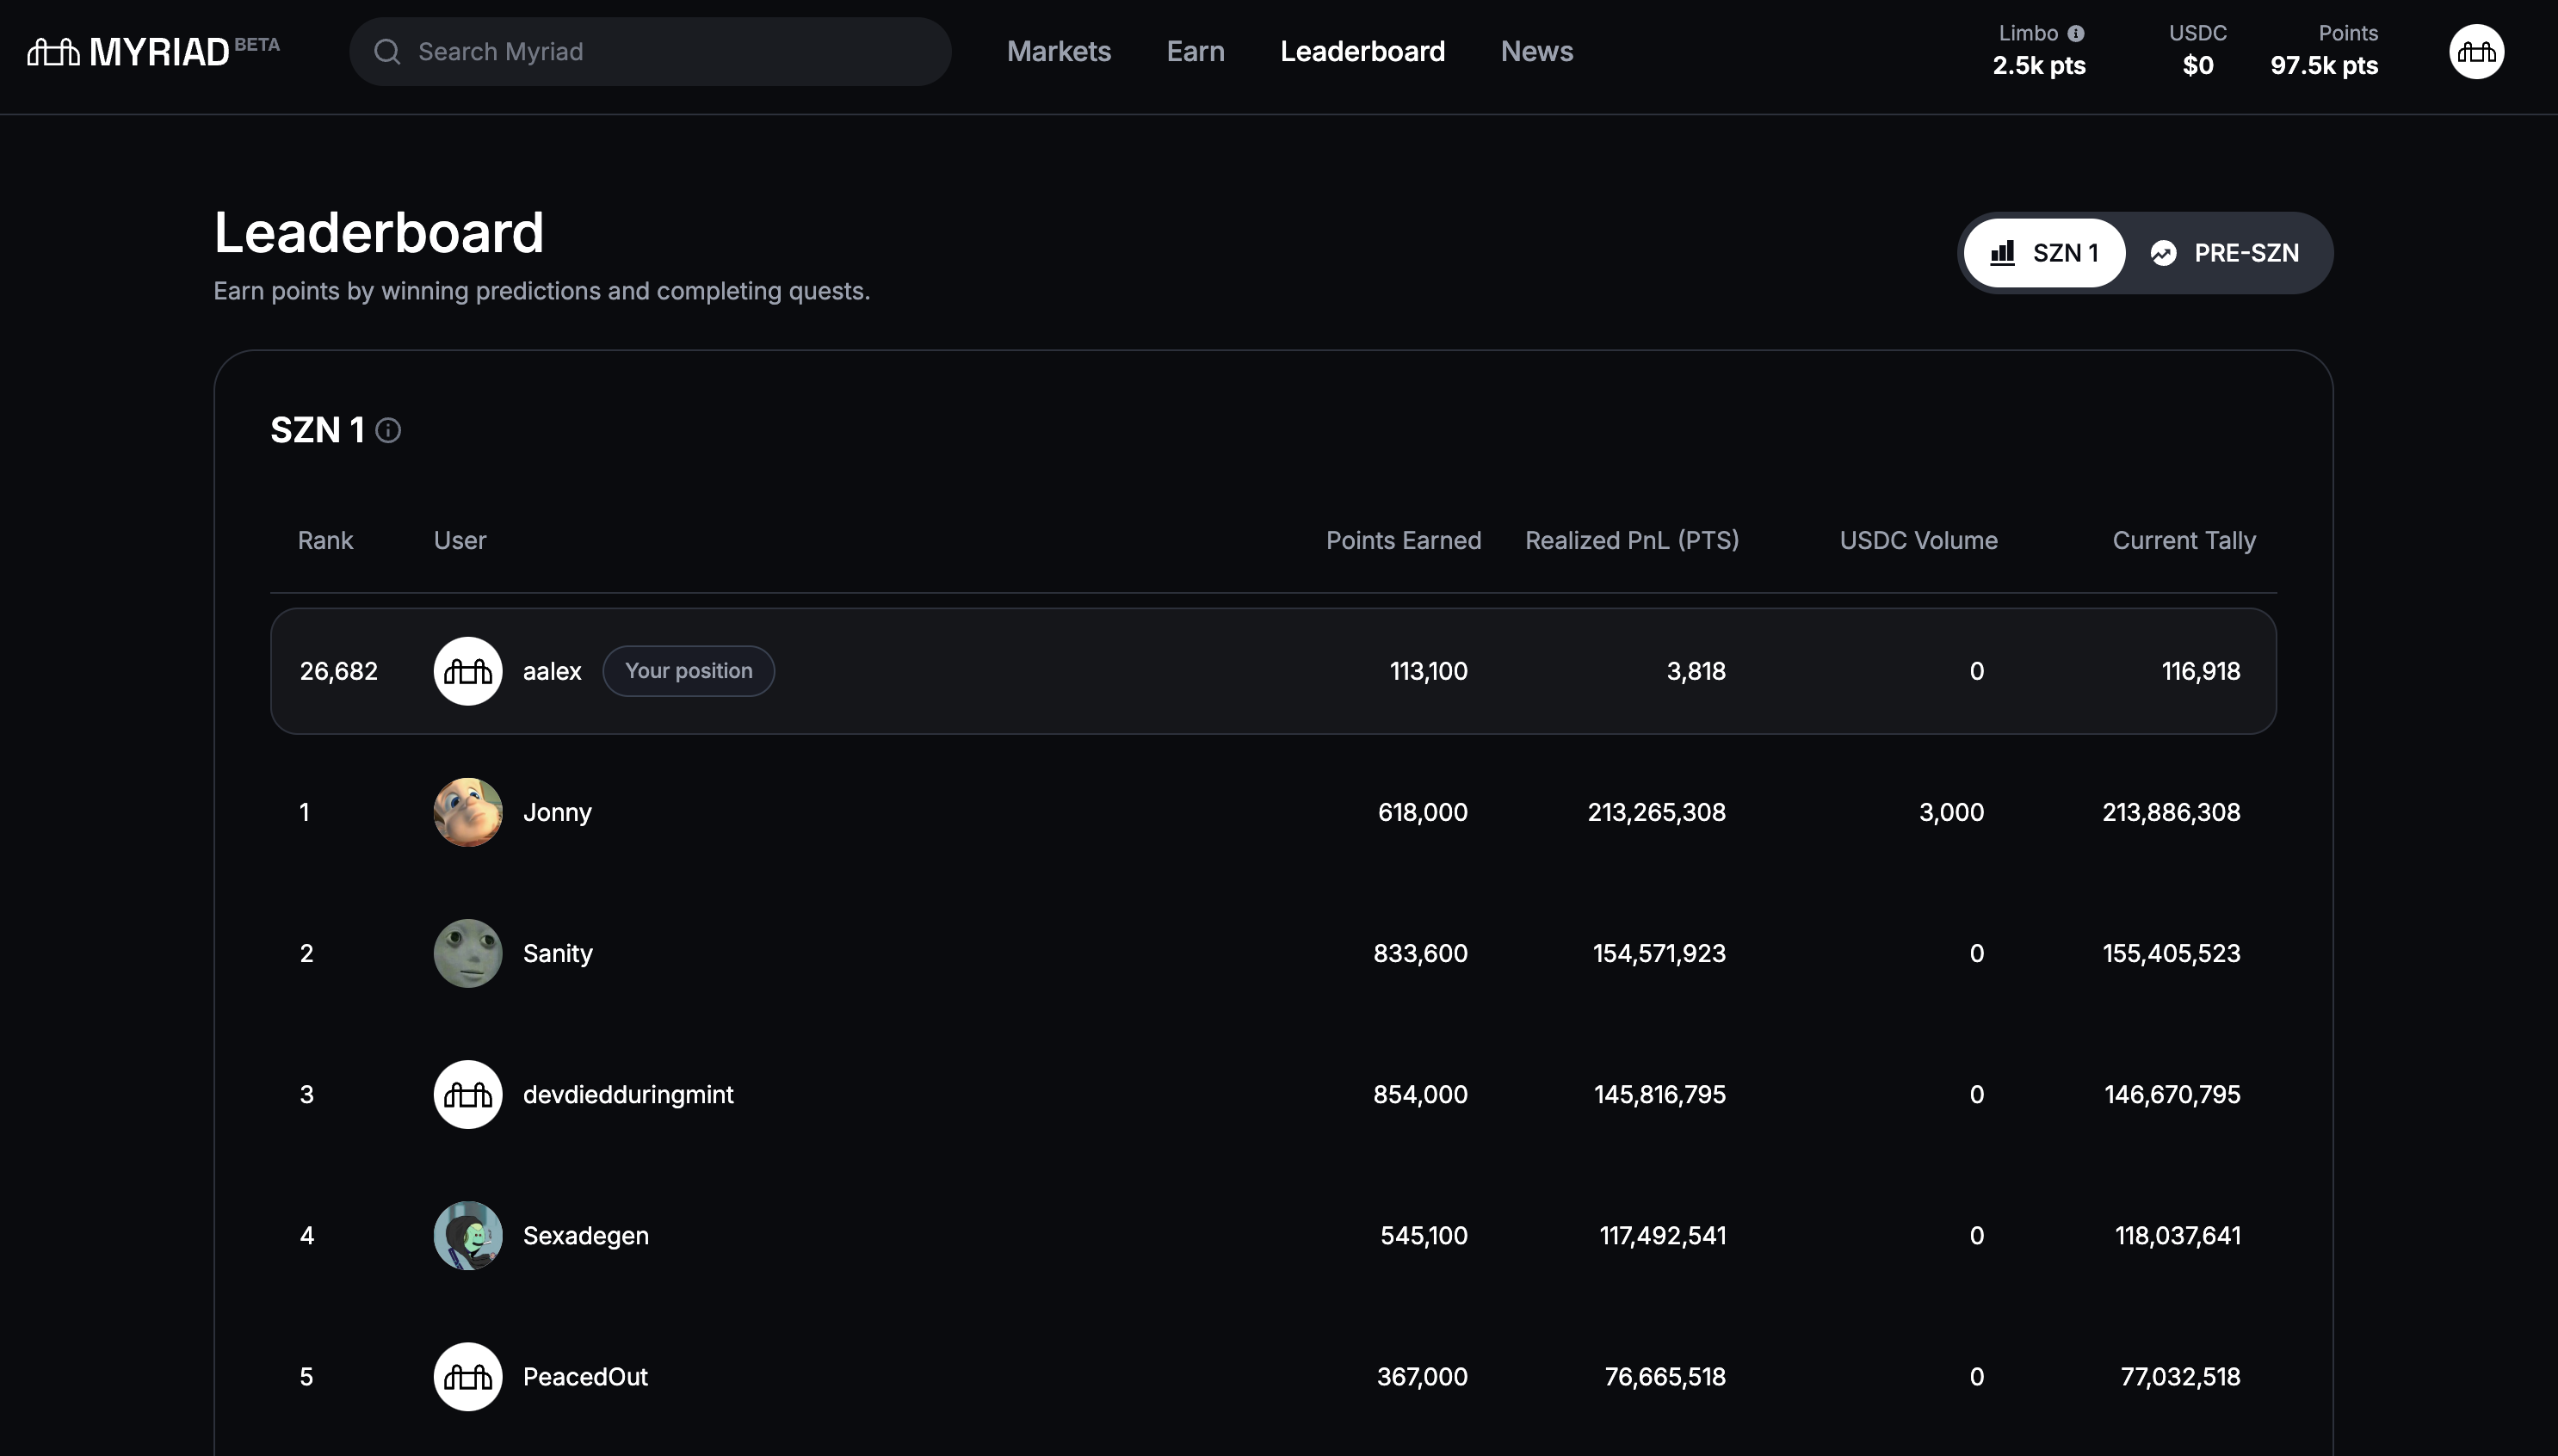 MYRIAD BETA
Search Myriad
Markets Earn Leaderboard News
Limbo USDC Points
2.5k pts $0 97.5k pts
Leaderboard
SZN 1 PRE-SZN
Earn points by winning predictions and completing quests.
SZN 1
Rank User Points Earned Realized PnL (PTS) USDC Volume Current Tally
26,682 aalex Your position 113,100 3,818 0 116,918
1 Jonny 618,000 213,265,308 3,000 213,886,308
2 Sanity 833,600 154,571,923 0 155,405,523
3 devdiedduringmint 854,000 145,816,795 0 146,670,795
4 Sexadegen 545,100 117,492,541 0 118,037,641
5 PeacedOut 367,000 76,665,518 0 77,032,518